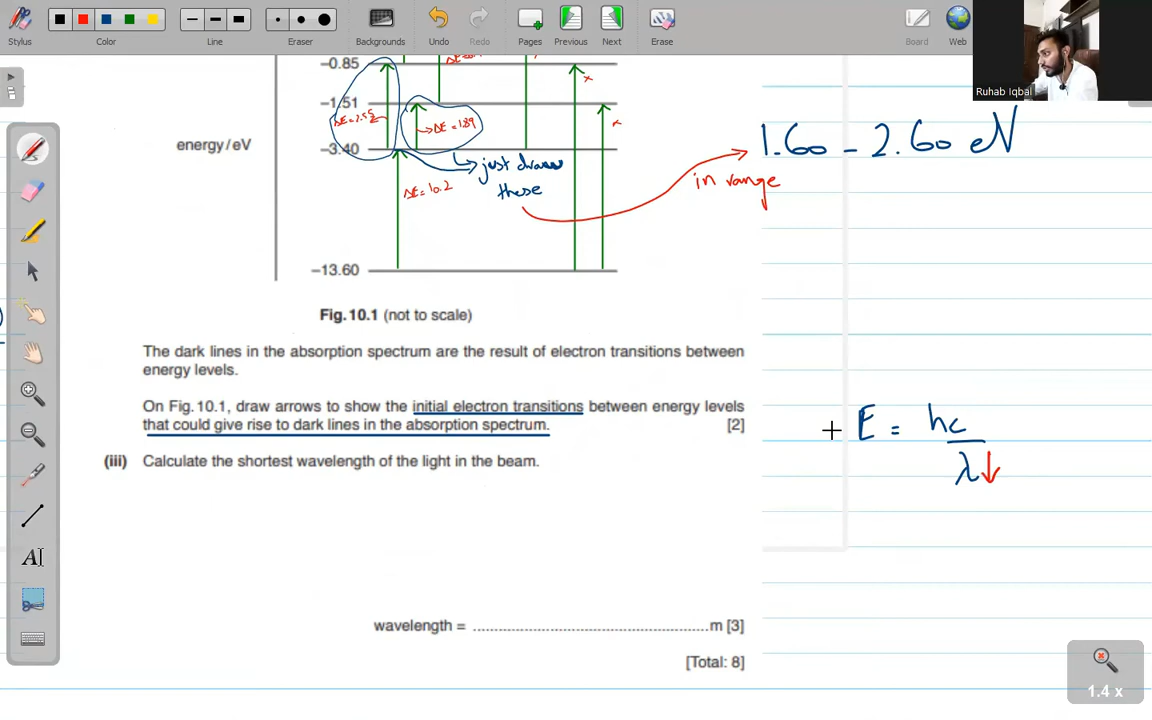 Stylus
Color
Line
Eraser
Backgrounds
Undo
Redo
Pages
Previous
Next
Erase
Board
Web
Ruhab Iqbal
-0.85
-1.51
-3.40
-13.60
energy/eV
ΔE=1.89
ΔE=10.2
x
x
just draw
these
in range
1.60 - 2.60 eV
Fig. 10.1 (not to scale)
The dark lines in the absorption spectrum are the result of electron transitions between
energy levels.
On Fig. 10.1, draw arrows to show the initial electron transitions between energy levels
that could give rise to dark lines in the absorption spectrum. [2]
E = hc
λ↓
(iii) Calculate the shortest wavelength of the light in the beam.
wavelength = ........................................................ m [3]
[Total: 8]
1.4 x